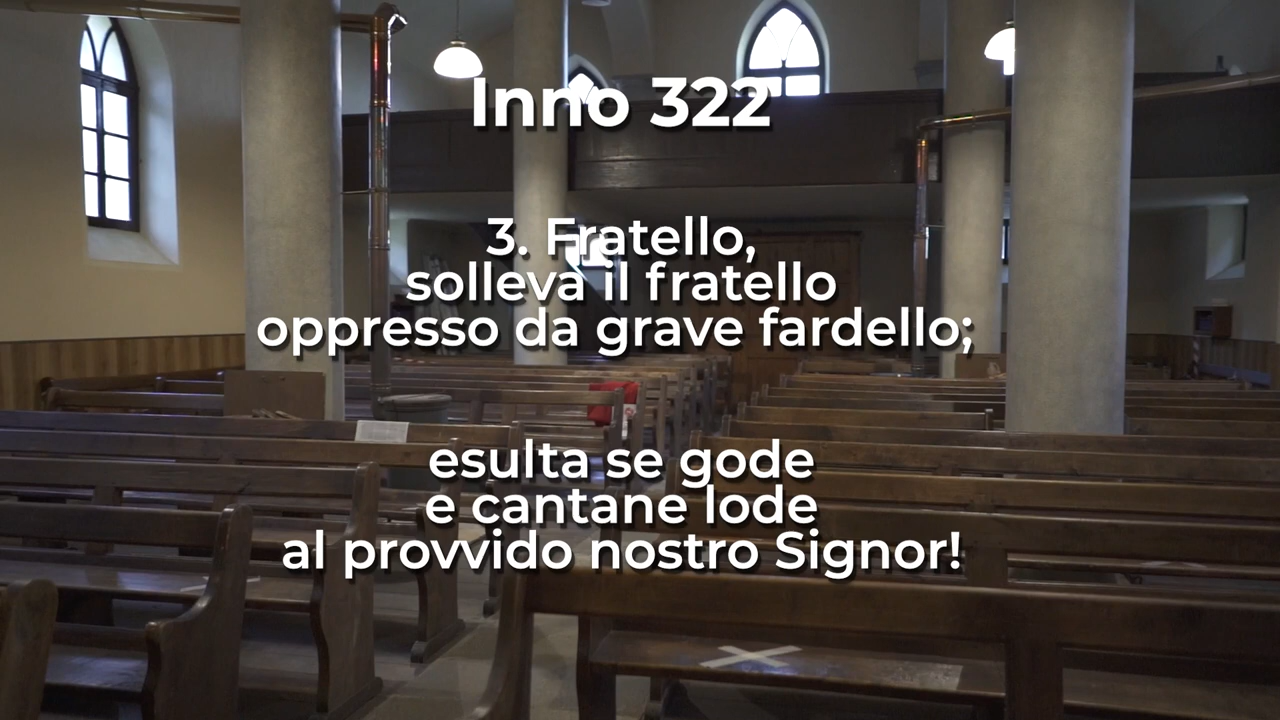 Inno 322
3. Fratello,
solleva il fratello
oppresso da grave fardello;
esulta se gode
e cantane lode
al provvido nostro Signor!